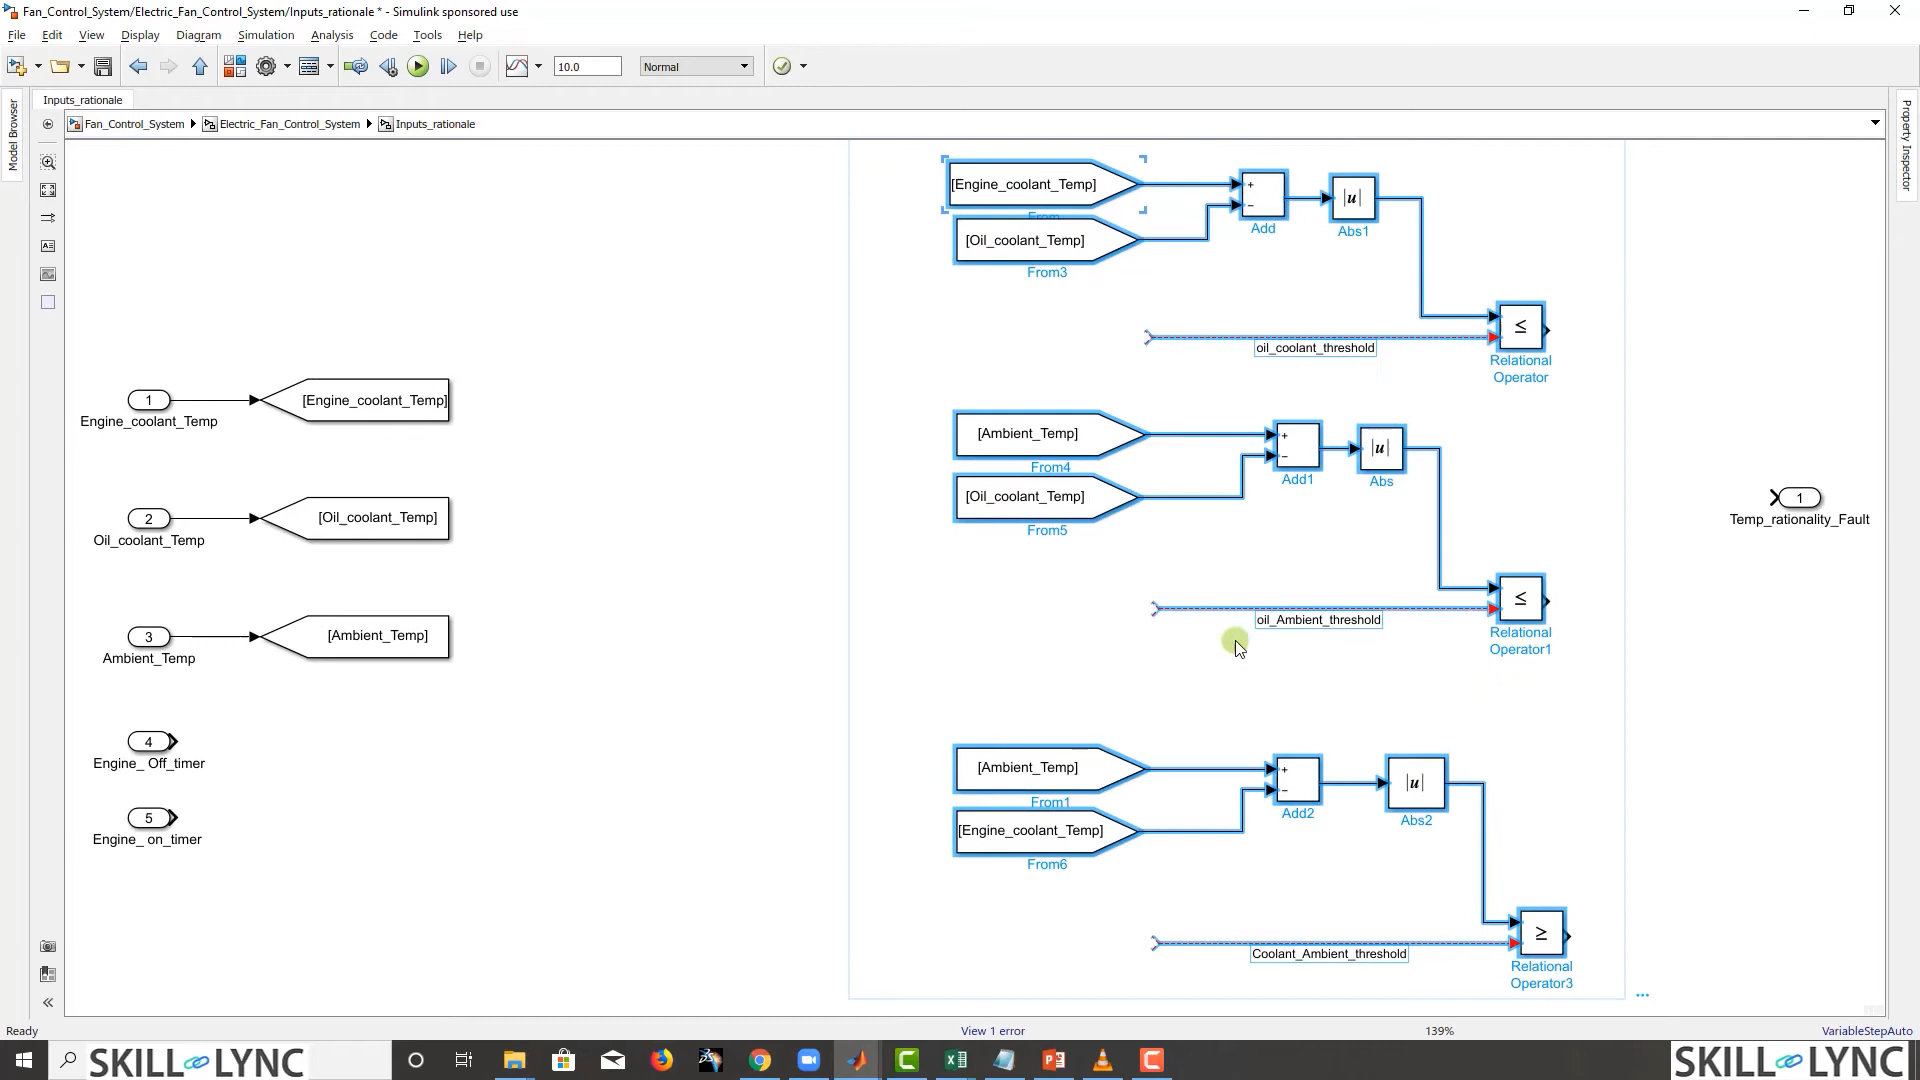 Fan_Control_System/Electric_Fan_Control_System/Inputs_rationale * - Simulink sponsored use
File Edit View Display Diagram Simulation Analysis Code Tools Help
10.0
Normal
Inputs_rationale
Fan_Control_System Electric_Fan_Control_System Inputs_rationale
Model Browser
Property Inspector
[Engine_coolant_Temp]
+
−
Add
|u|
Abs1
From
[Oil_coolant_Temp]
From3
≤
Relational
Operator
oil_coolant_threshold
1
Engine_coolant_Temp
[Engine_coolant_Temp]
[Ambient_Temp]
From4
+
−
Add1
|u|
Abs
[Oil_coolant_Temp]
From5
1
Temp_rationality_Fault
2
Oil_coolant_Temp
[Oil_coolant_Temp]
≤
Relational
Operator1
oil_Ambient_threshold
3
Ambient_Temp
[Ambient_Temp]
4
Engine_ Off_timer
5
Engine_ on_timer
[Ambient_Temp]
From1
+
−
Add2
|u|
Abs2
[Engine_coolant_Temp]
From6
≥
Relational
Operator3
Coolant_Ambient_threshold
...
Ready
View 1 error
139%
VariableStepAuto
SKILL LYNC
SKILL LYNC